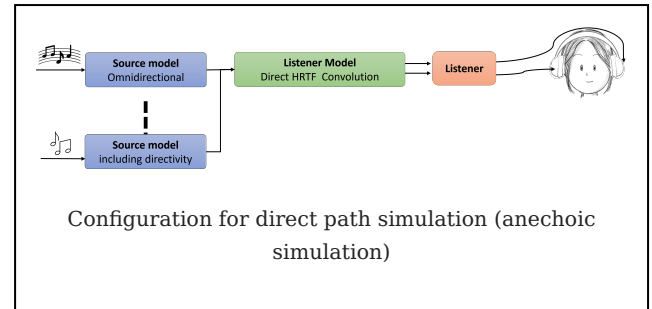 Source model
Omnidirectional
Listener Model
Direct HRTF Convolution
Listener
Source model
including directivity
Configuration for direct path simulation (anechoic
simulation)